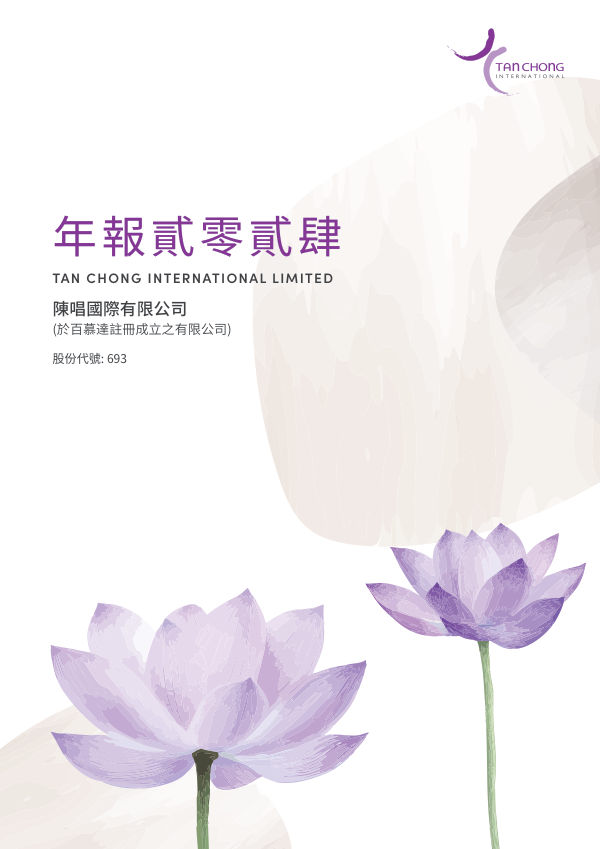 TAN CHONG
INTERNATIONAL
年報貳零貳肆
TAN CHONG INTERNATIONAL LIMITED
陳唱國際有限公司
(於百慕達註冊成立之有限公司)
股份代號: 693